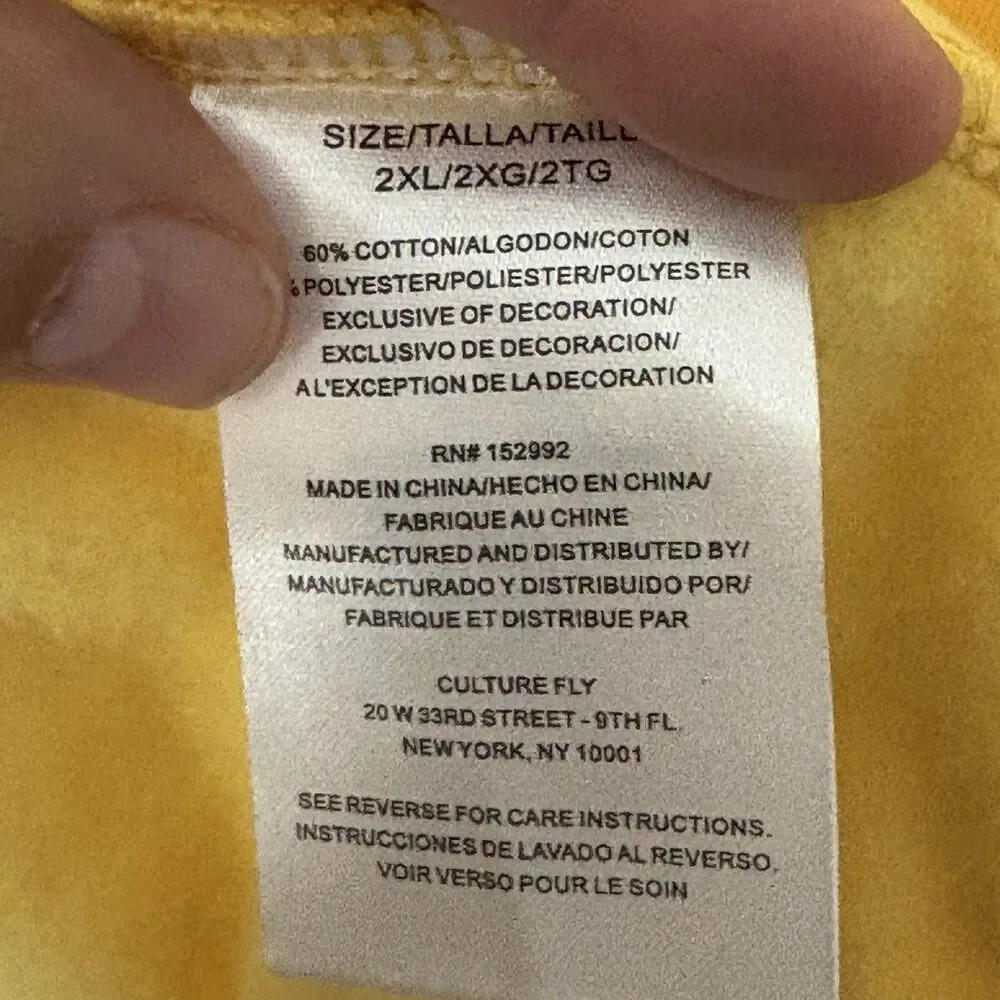 SIZE/TALLA/TAILL
2XL/2XG/2TG
60% COTTON/ALGODON/COTON
% POLYESTER/POLIESTER/POLYESTER
EXCLUSIVE OF DECORATION/
EXCLUSIVO DE DECORACION/
A L'EXCEPTION DE LA DECORATION
RN# 152992
MADE IN CHINA/HECHO EN CHINA/
FABRIQUE AU CHINE
MANUFACTURED AND DISTRIBUTED BY/
MANUFACTURADO Y DISTRIBUIDO POR/
FABRIQUE ET DISTRIBUE PAR
CULTURE FLY
20 W 33RD STREET - 9TH FL.
NEW YORK, NY 10001
SEE REVERSE FOR CARE INSTRUCTIONS.
INSTRUCCIONES DE LAVADO AL REVERSO.
VOIR VERSO POUR LE SOIN